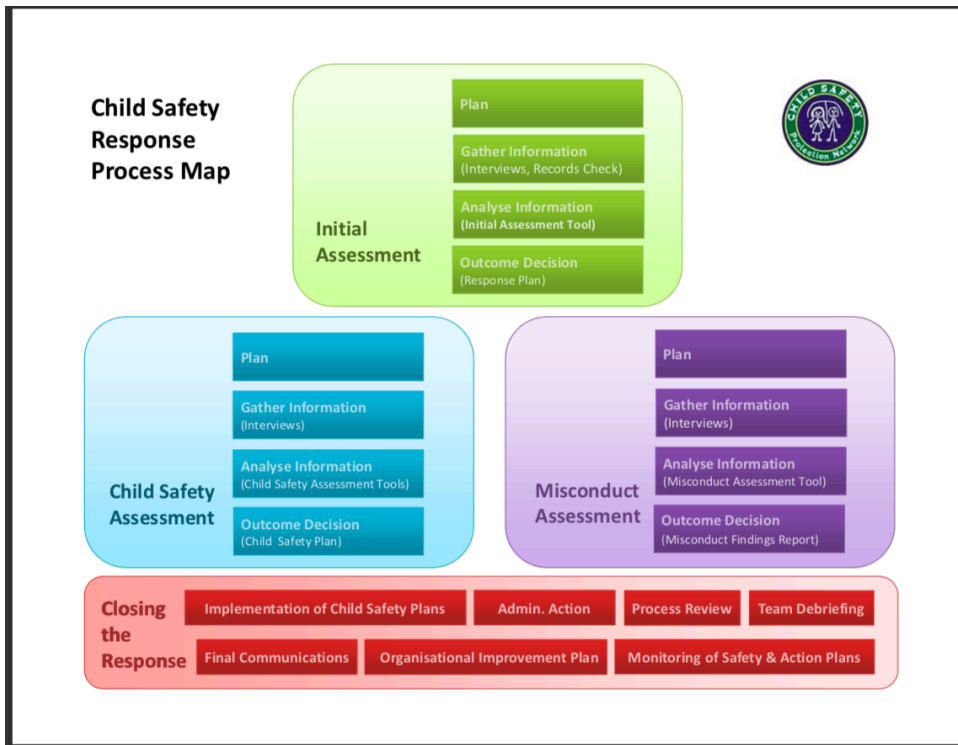 Child Safety
Response
Process Map
CHILD SAFETY
Protection Network
Initial
Assessment
Plan
Gather Information
(Interviews, Records Check)
Analyse Information
(Initial Assessment Tool)
Outcome Decision
(Response Plan)
Child Safety
Assessment
Plan
Gather Information
(Interviews)
Analyse Information
(Child Safety Assessment Tools)
Outcome Decision
(Child Safety Plan)
Misconduct
Assessment
Plan
Gather Information
(Interviews)
Analyse Information
(Misconduct Assessment Tool)
Outcome Decision
(Misconduct Findings Report)
Closing
the
Response
Implementation of Child Safety Plans
Admin. Action
Process Review
Team Debriefing
Final Communications
Organisational Improvement Plan
Monitoring of Safety & Action Plans